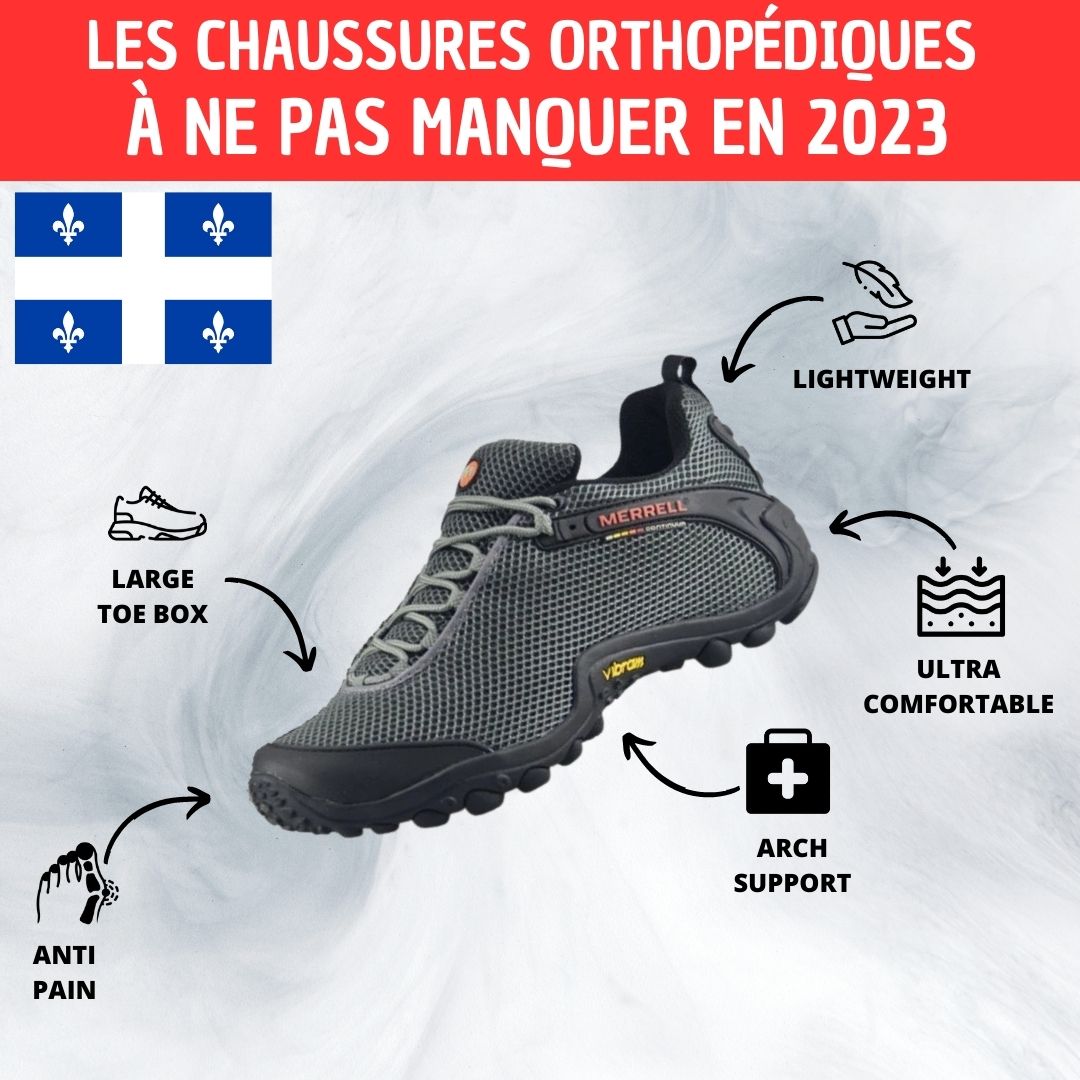 LES CHAUSSURES ORTHOPÉDIQUES
À NE PAS MANQUER EN 2023
LIGHTWEIGHT
MERRELL
LARGE
TOE BOX
vibram
ULTRA
COMFORTABLE
ARCH
SUPPORT
ANTI
PAIN